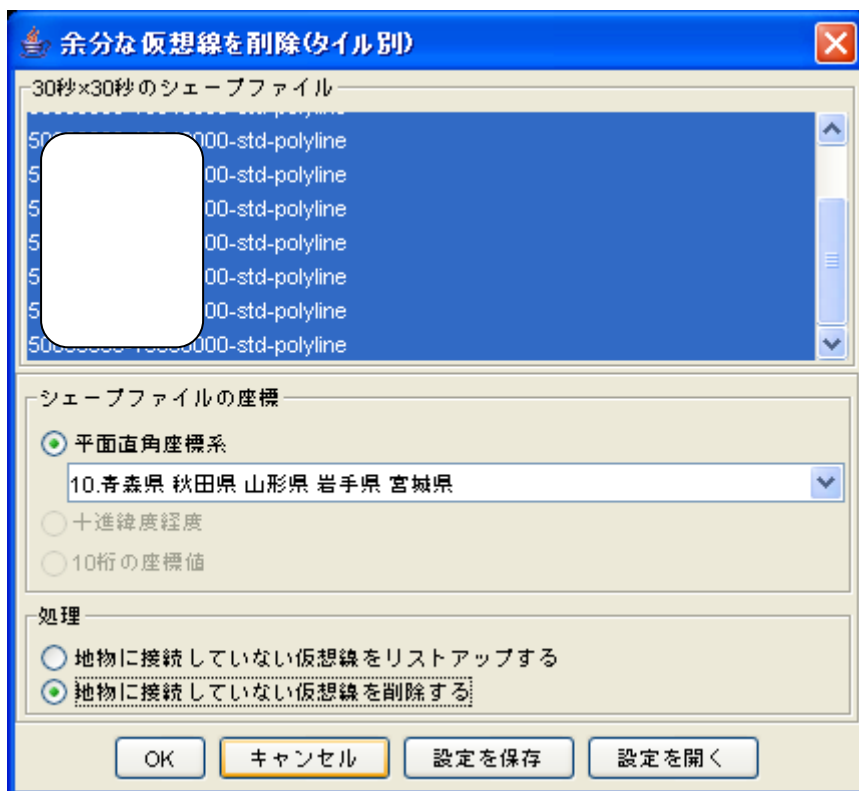 余分な仮想線を削除(タイル別)
30秒×30秒のシェープファイル
000-std-polyline
00-std-polyline
00-std-polyline
00-std-polyline
00-std-polyline
00-std-polyline
000-std-polyline
シェープファイルの座標
平面直角座標系
10.青森県 秋田県 山形県 岩手県 宮城県
十進緯度経度
10桁の座標値
処理
地物に接続していない仮想線をリストアップする
地物に接続していない仮想線を削除する
OK キャンセル 設定を保存 設定を開く